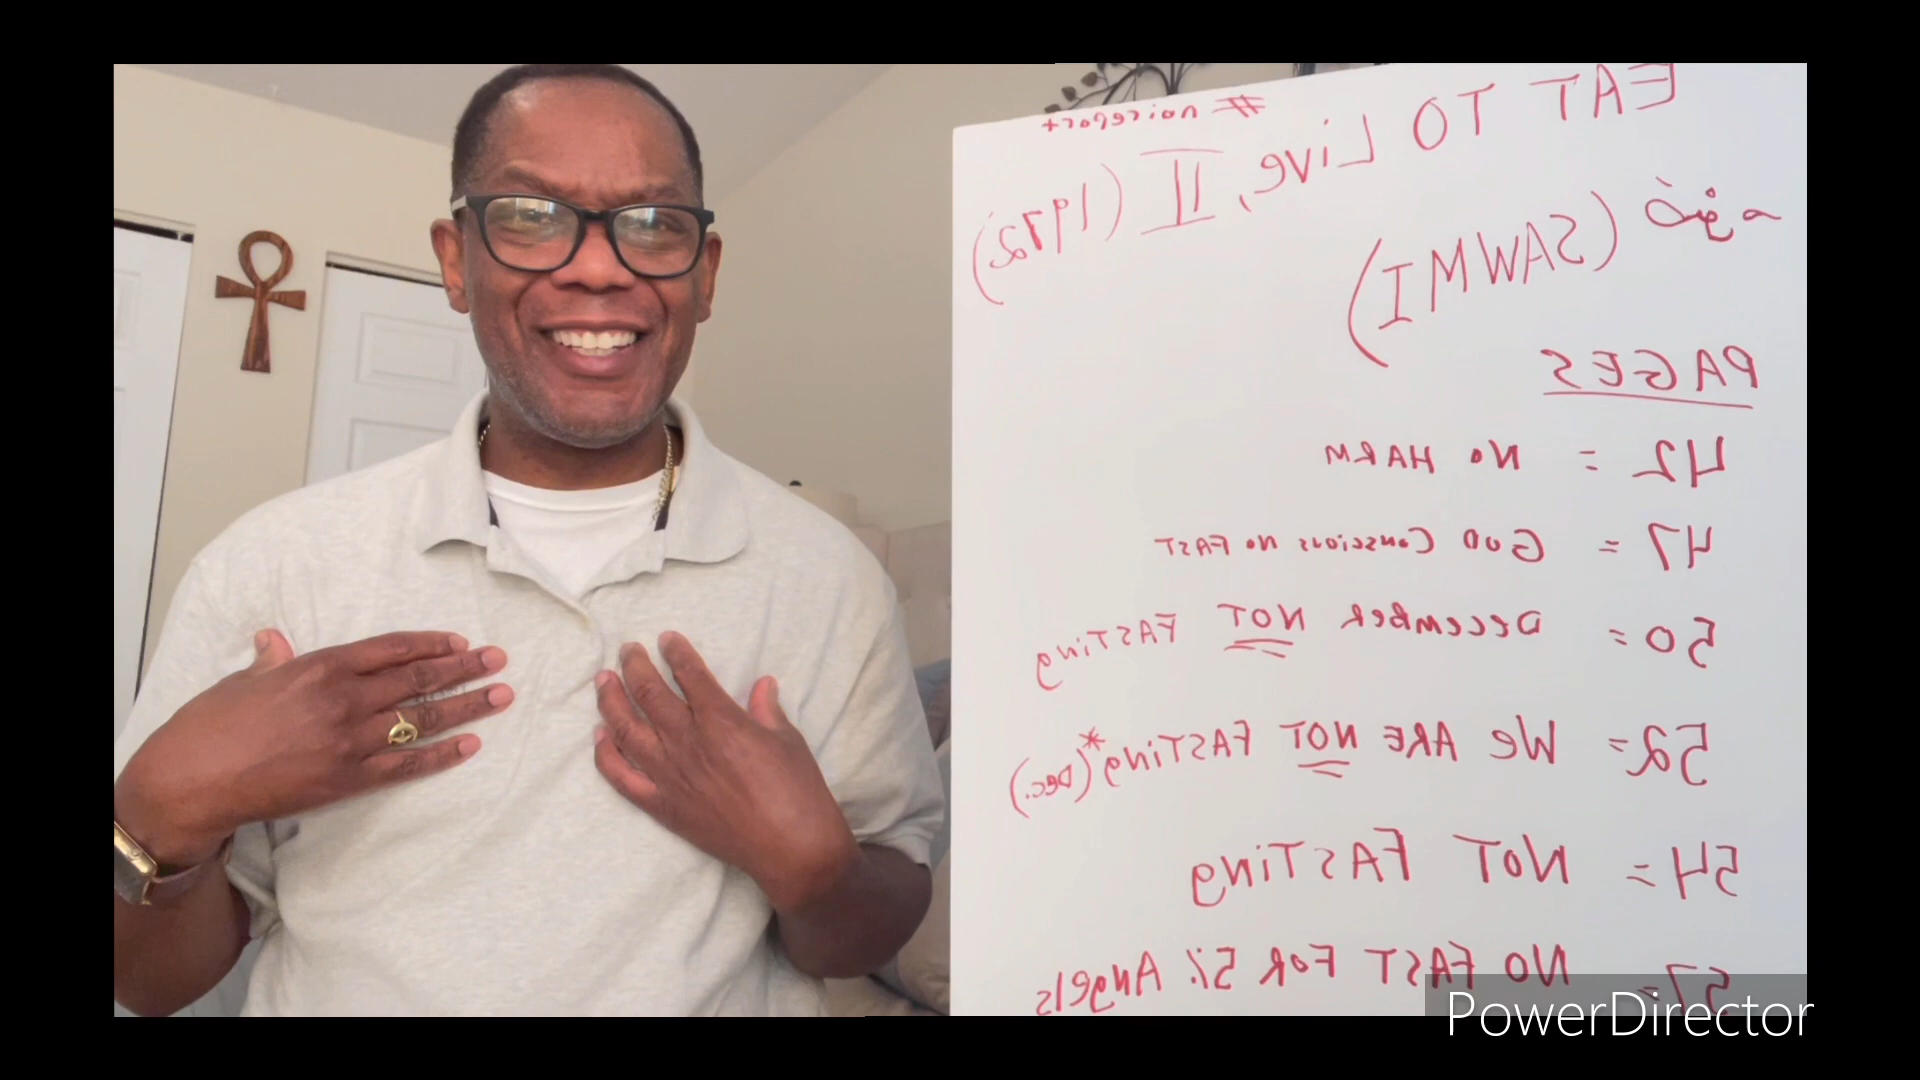 # noireport
EAT TO Live, II (1972)
(SAWMI)
PAGES
42 = No HARM
47 = GOD Conscious No FAST
50 = DECEMBER NOT FASTing
52 = We ARE NOT FASTing* (DEC.)
54 = NOT FASTing
57 = NO FAST FOR 5% Angels
PowerDirector